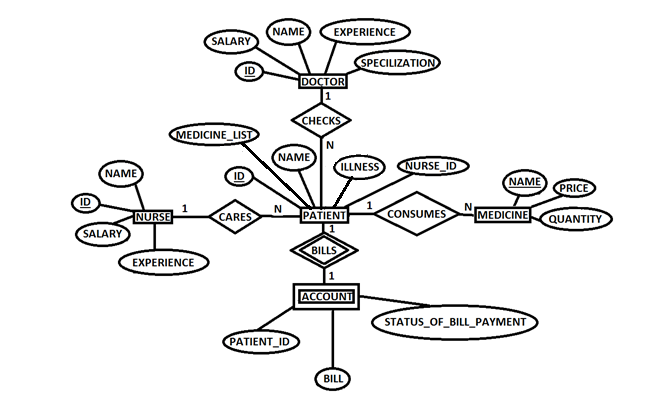 NAME
EXPERIENCE
SALARY
SPECILIZATION
ID
DOCTOR
1
CHECKS
MEDICINE_LIST
N
NAME
ILLNESS
NURSE_ID
NAME
ID
NAME
PRICE
ID
NURSE
1
CARES
N
PATIENT
1
CONSUMES
N
MEDICINE
QUANTITY
SALARY
1
EXPERIENCE
BILLS
1
ACCOUNT
STATUS_OF_BILL_PAYMENT
PATIENT_ID
BILL